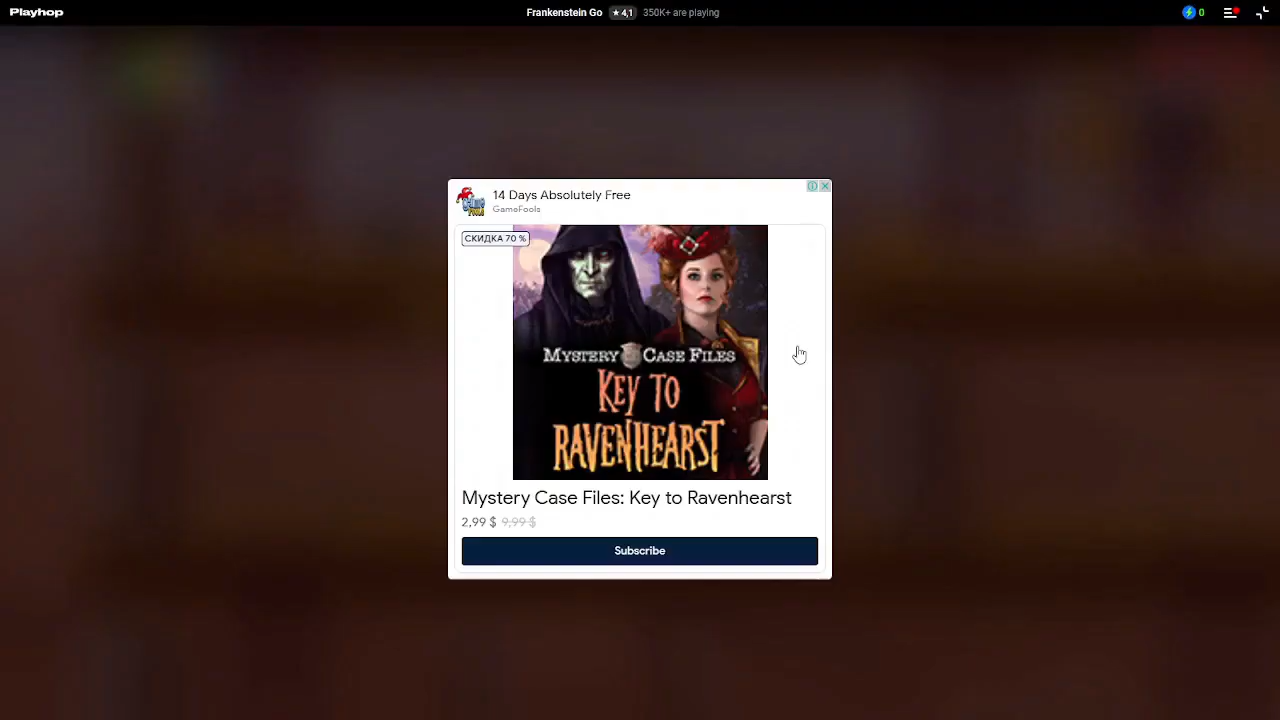 Playhop
Frankenstein Go ★ 4,1 350K+ are playing
0
14 Days Absolutely Free
GameFools
СКИДКА 70 %
MYSTERY CASE FILES
KEY TO
RAVENHEARST
Mystery Case Files: Key to Ravenhearst
2,99 $ 9,99 $
Subscribe